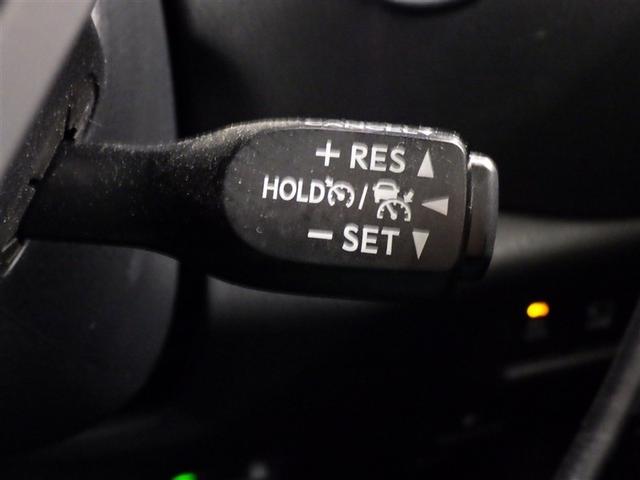 + RES ▲
HOLD / ◀
− SET ▼